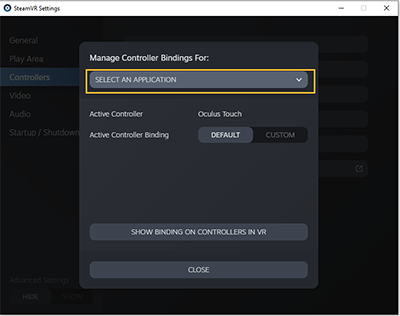 SteamVR Settings
General
Play Area
Controllers
Video
Audio
Startup / Shutdown
Manage Controller Bindings For:
SELECT AN APPLICATION
Active Controller Oculus Touch
Active Controller Binding DEFAULT CUSTOM
SHOW BINDING ON CONTROLLERS IN VR
CLOSE
Advanced Settings
HIDE SHOW